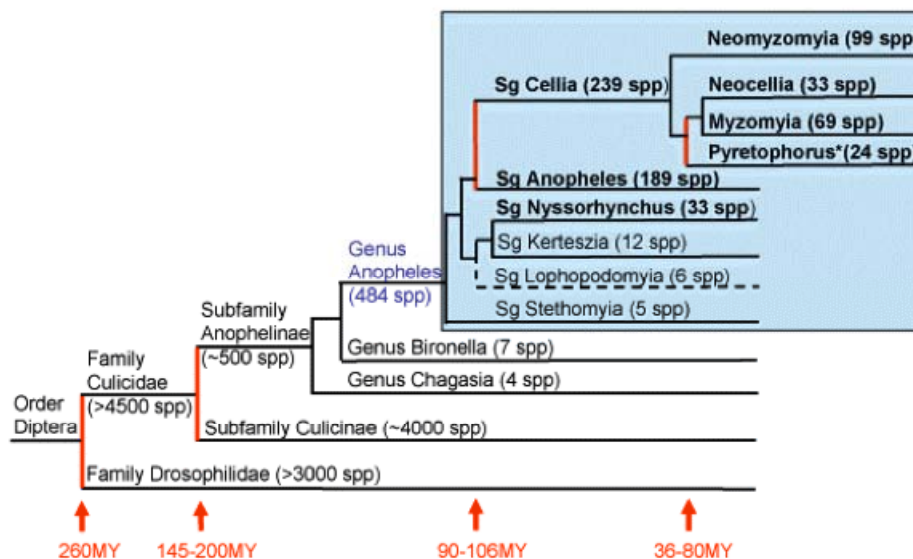 Neomyzomyia (99 spp)
Sg Cellia (239 spp)
Neocellia (33 spp)
Myzomyia (69 spp)
Pyretophorus*(24 spp)
Sg Anopheles (189 spp)
Sg Nyssorhynchus (33 spp)
Sg Kerteszia (12 spp)
Genus
Anopheles
(484 spp)
Sg Lophopodomyia (6 spp)
Sg Stethomyia (5 spp)
Subfamily
Anophelinae
(~500 spp)
Genus Bironella (7 spp)
Family
Culicidae
(>4500 spp)
Genus Chagasia (4 spp)
Order
Diptera
Subfamily Culicinae (~4000 spp)
Family Drosophilidae (>3000 spp)
260MY 145-200MY 90-106MY 36-80MY